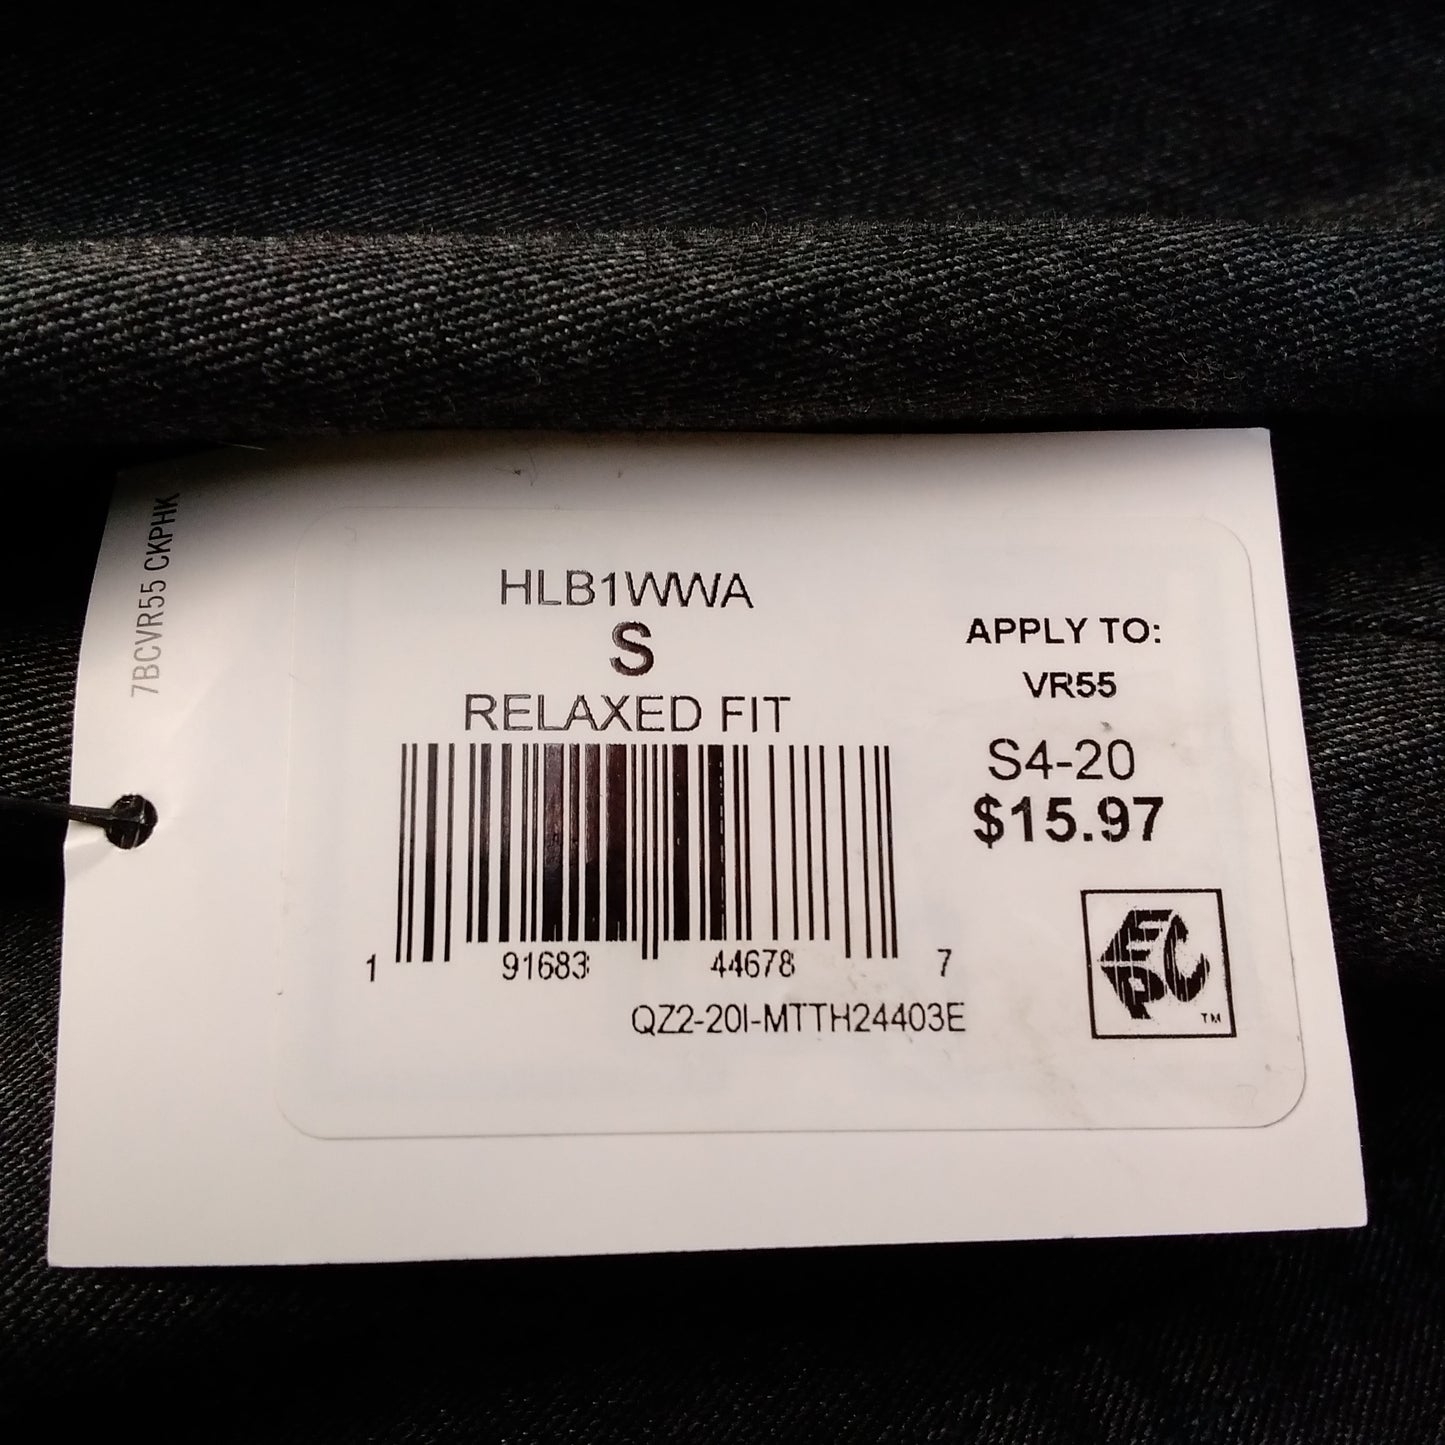 7BCVR55 CKPHK
HLB1WWA
S
RELAXED FIT
APPLY TO:
VR55
S4-20
$15.97
1 91683 44678 7
QZ2-20I-MTTH24403E
EPC
TM